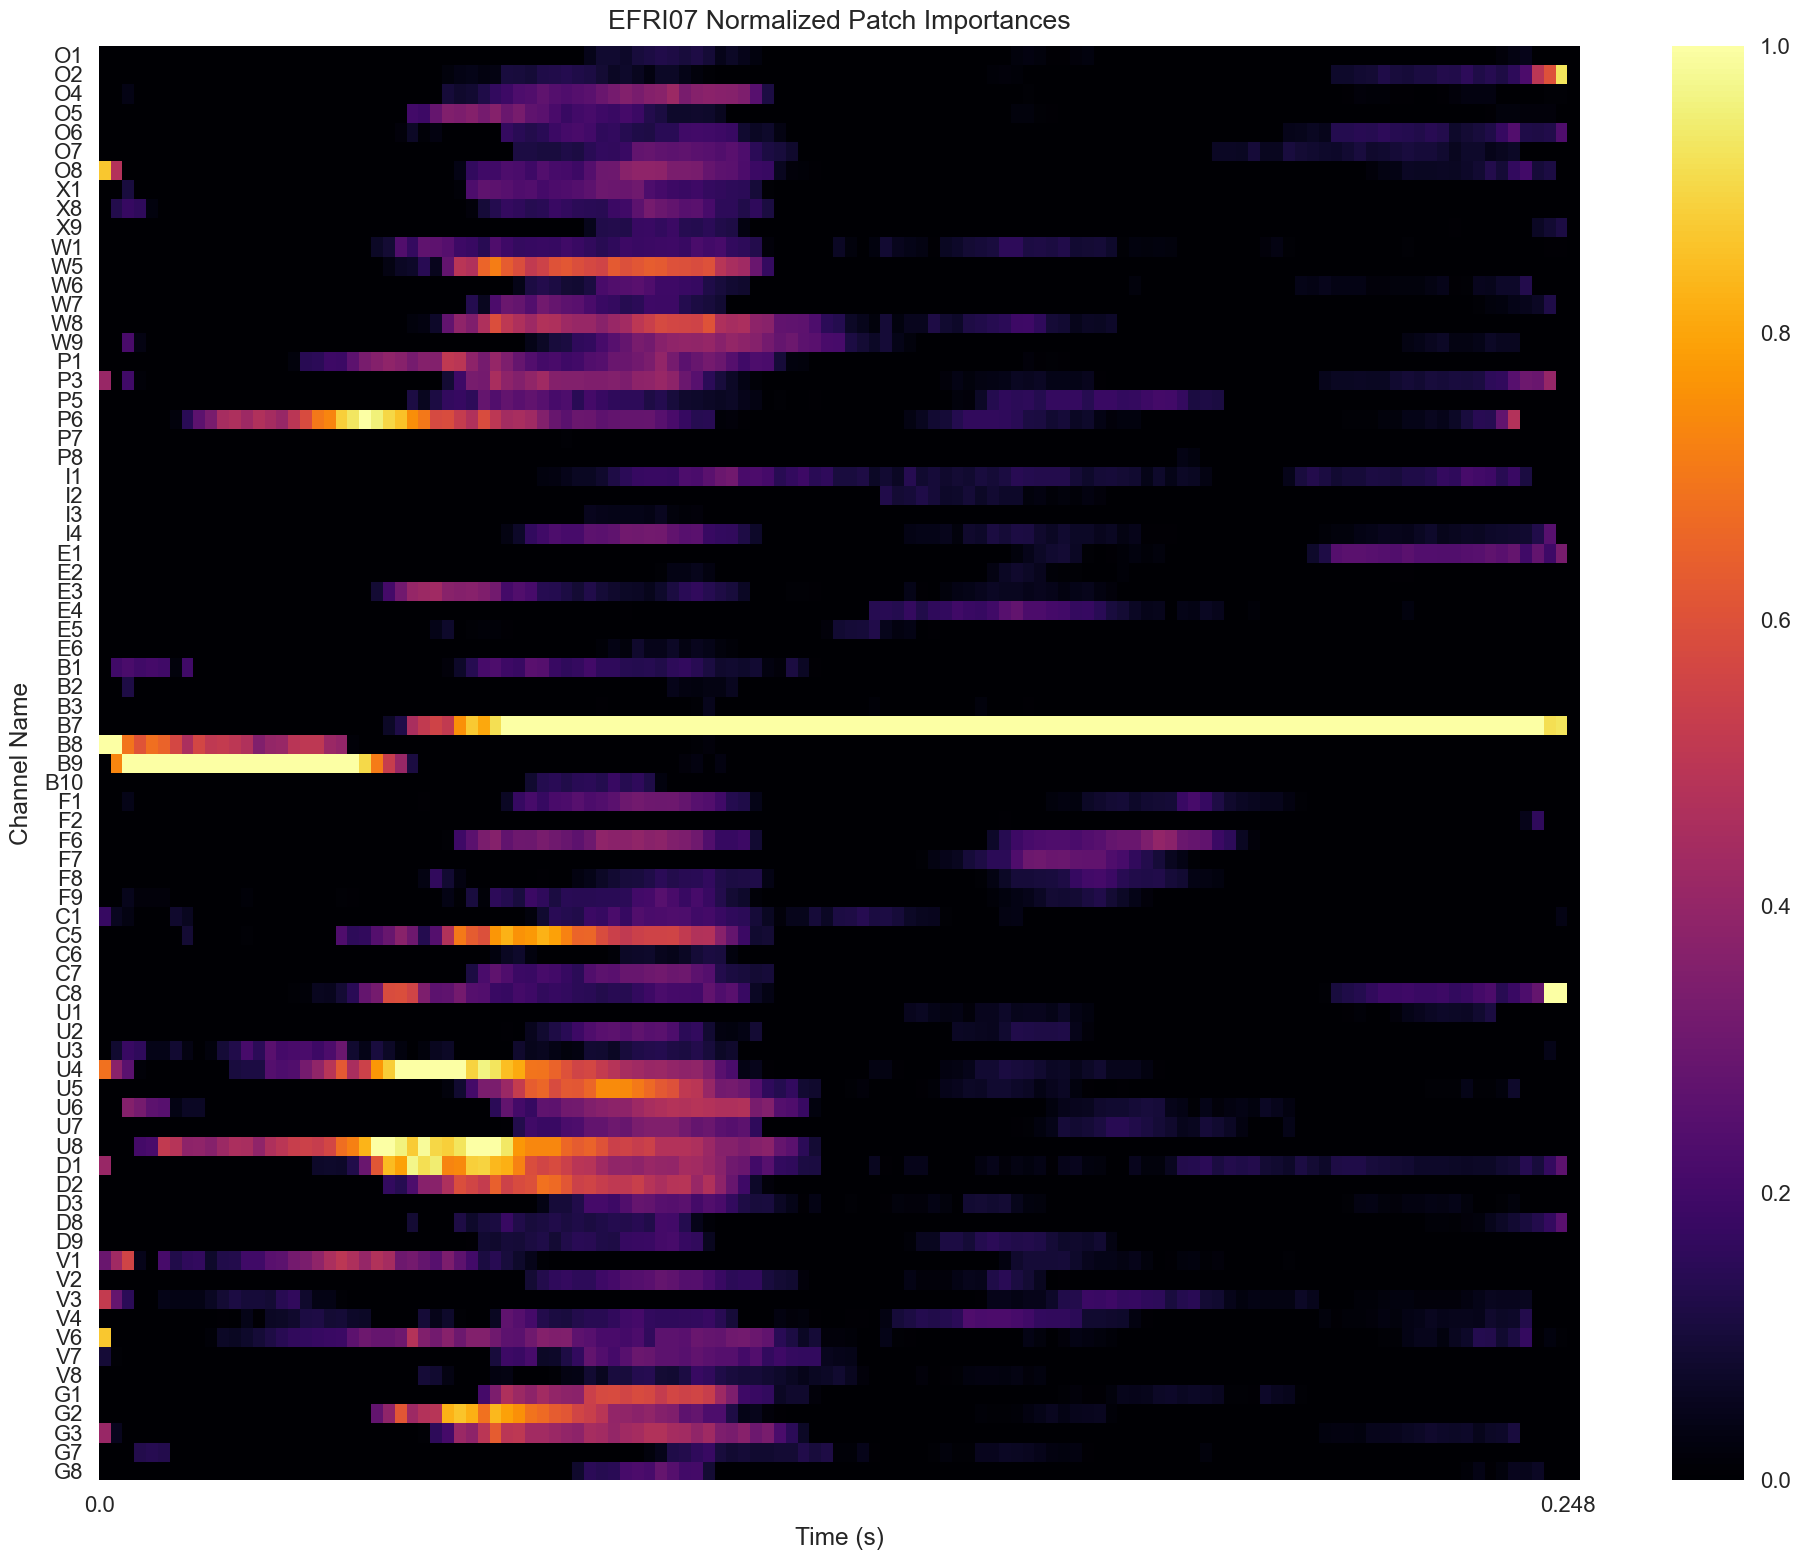 EFRI07 Normalized Patch Importances
O1
O2
O4
O5
O6
O7
O8
X1
X8
X9
W1
W5
W6
W7
W8
W9
P1
P3
P5
P6
P7
P8
I1
I2
I3
I4
E1
E2
E3
E4
E5
E6
B1
B2
B3
B7
B8
B9
B10
F1
F2
F6
F7
F8
F9
C1
C5
C6
C7
C8
U1
U2
U3
U4
U5
U6
U7
U8
D1
D2
D3
D8
D9
V1
V2
V3
V4
V6
V7
V8
G1
G2
G3
G7
G8
Channel Name
0.0
0.248
Time (s)
1.0
0.8
0.6
0.4
0.2
0.0